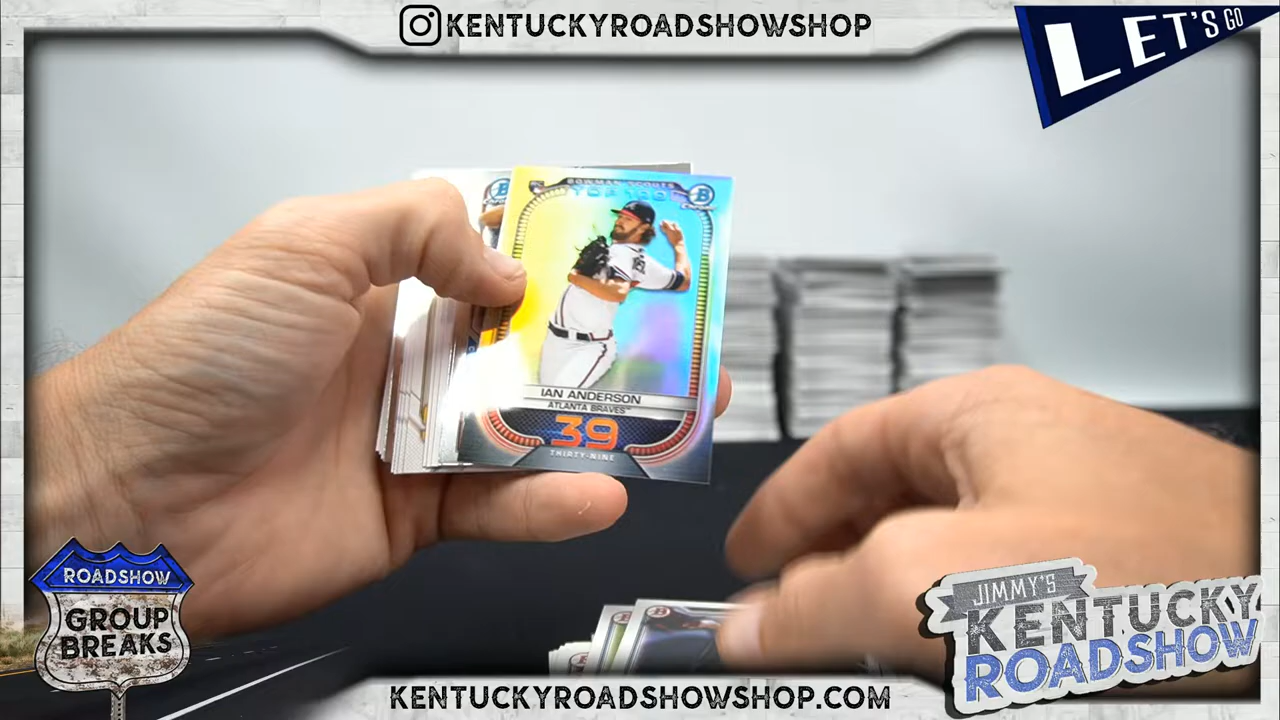 KENTUCKYROADSHOWSHOP
LET'S GO
BOWMAN SCOUTS
TOP 100
B
IAN ANDERSON
ATLANTA BRAVES™
39
THIRTY-NINE
ROADSHOW
GROUP
BREAKS
JIMMY'S
KENTUCKY
ROADSHOW
KENTUCKYROADSHOWSHOP.COM